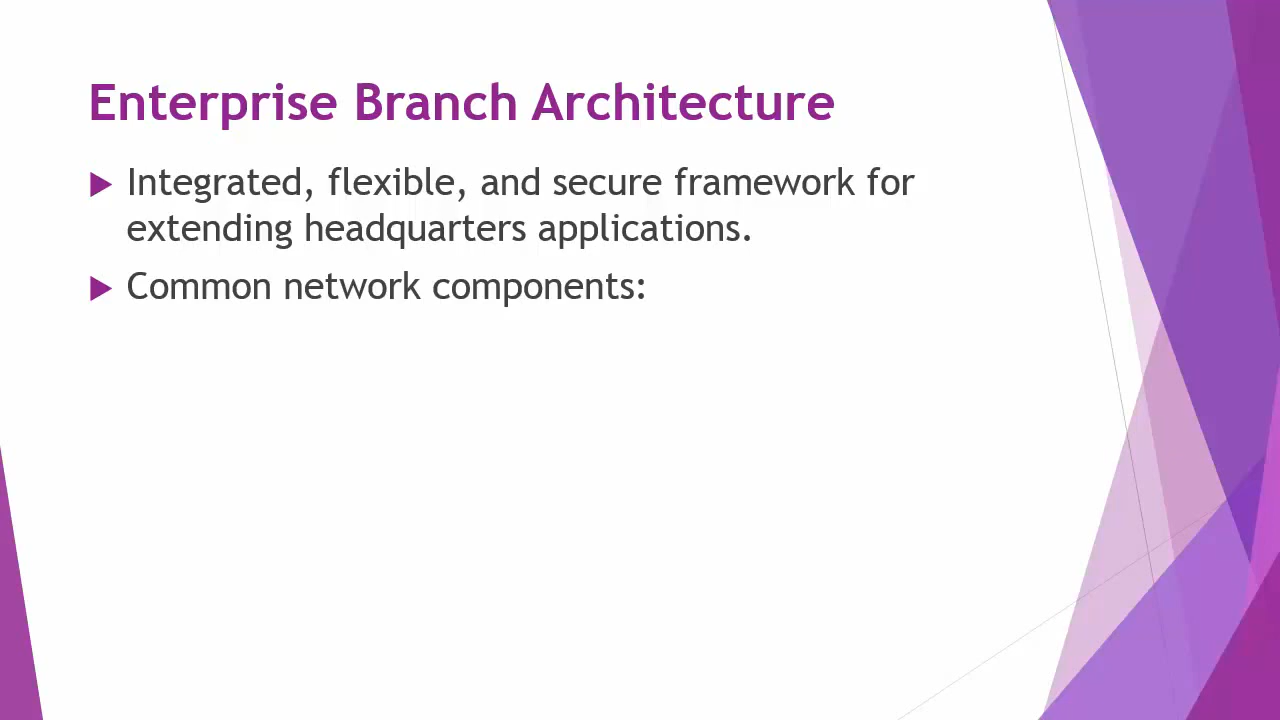 Enterprise Branch Architecture
Integrated, flexible, and secure framework for
extending headquarters applications.
Common network components: